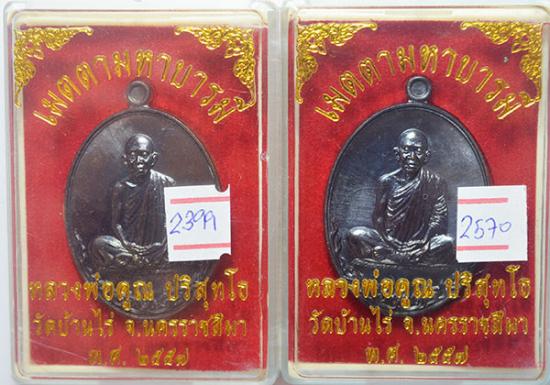 เมตตามหาบารมี
2399
หลวงพ่อคูณ ปริสุทโธ
วัดบ้านไร่ จ.นครราชสีมา
พ.ศ. ๒๕๕๗
เมตตามหาบารมี
2570
หลวงพ่อคูณ ปริสุทโธ
วัดบ้านไร่ จ.นครราชสีมา
พ.ศ. ๒๕๕๗